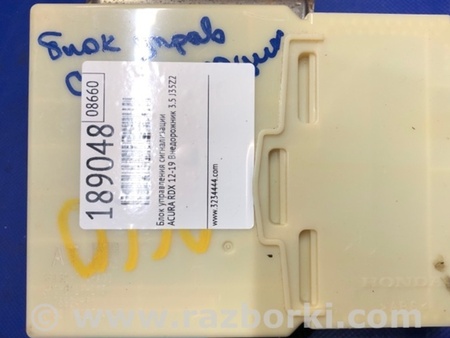 Блок управ
189048
08660
Блок управления сигнализации
ACURA RDX 12-19 Внедорожник 3.5 J35Z2
www.3234444.com
HONDA
www.razborki.com